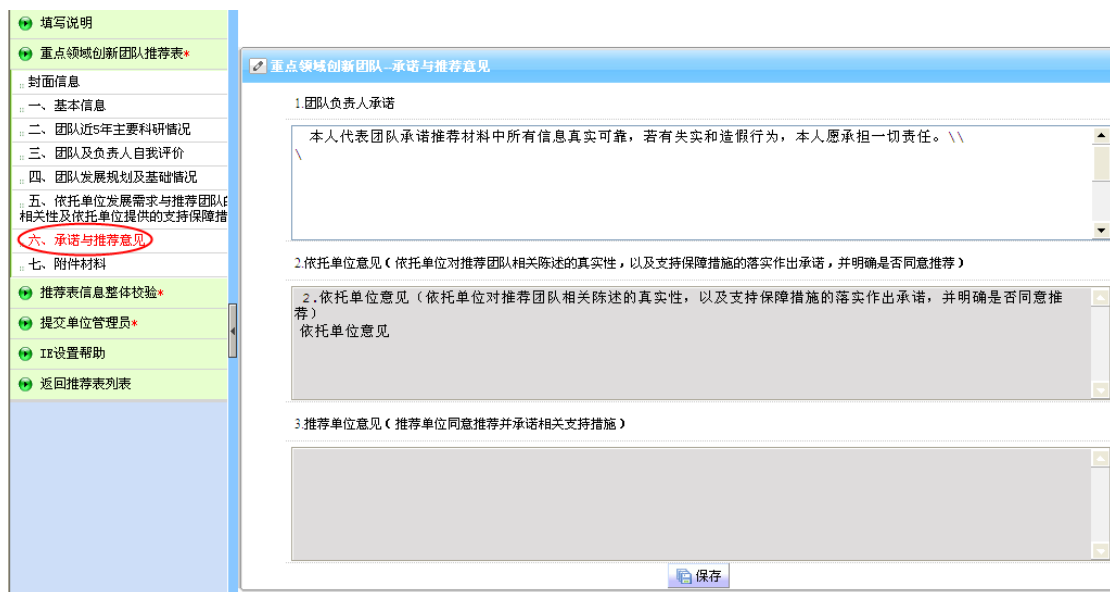 填写说明
重点领域创新团队推荐表*
封面信息
一、基本信息
二、团队近5年主要科研情况
三、团队及负责人自我评价
四、团队发展规划及基础情况
五、依托单位发展需求与推荐团队的
相关性及依托单位提供的支持保障措
六、承诺与推荐意见
七、附件材料
推荐表信息整体校验*
提交单位管理员*
IE设置帮助
返回推荐表列表
重点领域创新团队--承诺与推荐意见
1.团队负责人承诺
本人代表团队承诺推荐材料中所有信息真实可靠，若有失实和造假行为，本人愿承担一切责任。\\
\
2.依托单位意见（依托单位对推荐团队相关陈述的真实性，以及支持保障措施的落实作出承诺，并明确是否同意推荐）
2.依托单位意见（依托单位对推荐团队相关陈述的真实性，以及支持保障措施的落实作出承诺，并明确是否同意推
荐）
依托单位意见
3.推荐单位意见（推荐单位同意推荐并承诺相关支持措施）
保存